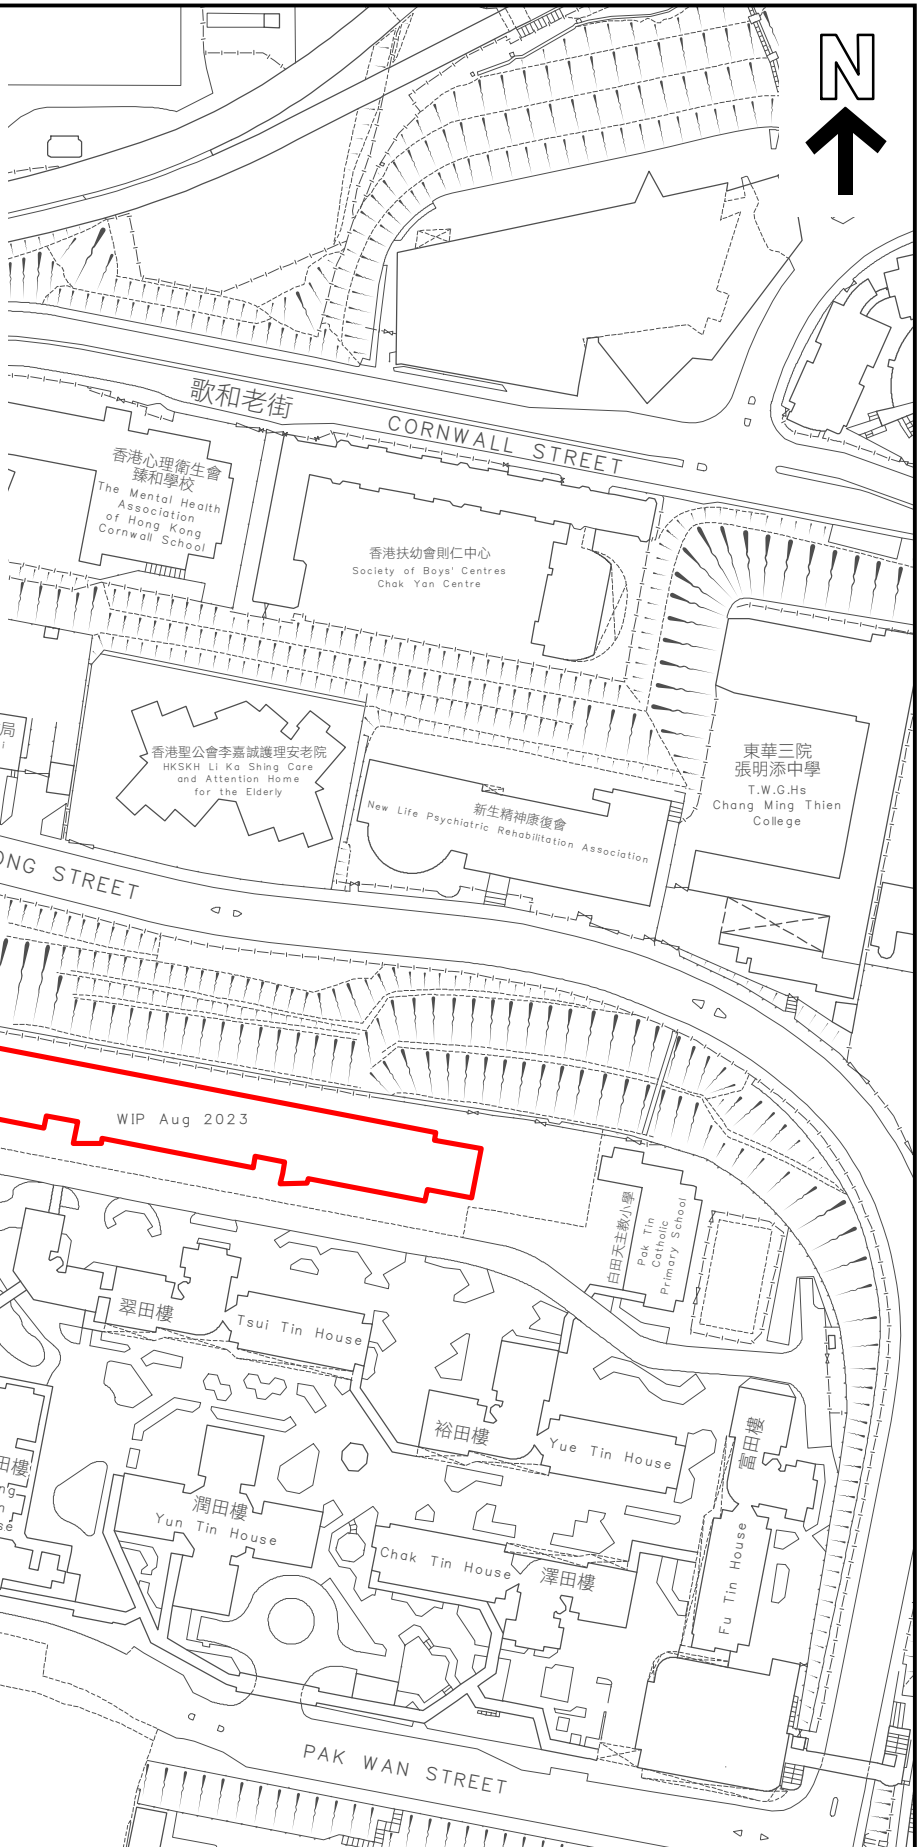 N
歌和老街
CORNWALL STREET
香港心理衛生會
臻和學校
The Mental Health
Association
of Hong Kong
Cornwall School
香港扶幼會則仁中心
Society of Boys' Centres
Chak Yan Centre
局
香港聖公會李嘉誠護理安老院
HKSKH Li Ka Shing Care
and Attention Home
for the Elderly
新生精神康復會
New Life Psychiatric Rehabilitation Association
東華三院
張明添中學
T.W.G.Hs
Chang Ming Thien
College
ONG STREET
WIP Aug 2023
白田天主教小學
Pak Tin
Catholic
Primary School
翠田樓
Tsui Tin House
裕田樓
Yue Tin House
富田樓
Fu Tin House
田樓
ng
n
se
潤田樓
Yun Tin House
Chak Tin House
澤田樓
PAK WAN STREET